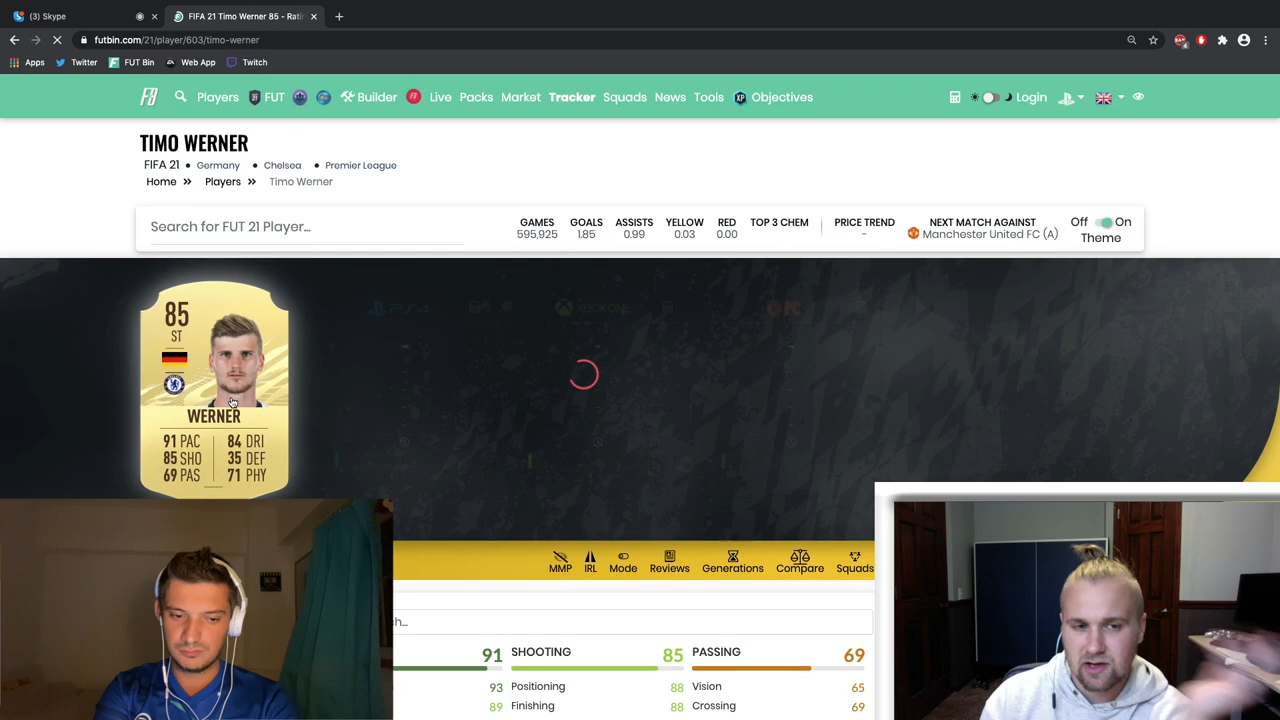 (3) Skype
FIFA 21 Timo Werner 85 - Ratin
futbin.com/21/player/603/timo-werner
Apps Twitter FUT Bin Web App Twitch
Players FUT Builder Live Packs Market Tracker Squads News Tools XP Objectives Login
TIMO WERNER
FIFA 21 • Germany • Chelsea • Premier League
Home » Players » Timo Werner
Search for FUT 21 Player...
GAMES GOALS ASSISTS YELLOW RED TOP 3 CHEM PRICE TREND NEXT MATCH AGAINST Off On
595,925 1.85 0.99 0.03 0.00 - Manchester United FC (A) Theme
PS4 XBOX ONE
85
ST
WERNER
91 PAC 84 DRI
85 SHO 35 DEF
69 PAS 71 PHY
MMP IRL Mode Reviews Generations Compare Squads
ch...
91 SHOOTING 85 PASSING 69
93 Positioning 88 Vision 65
89 Finishing 88 Crossing 69